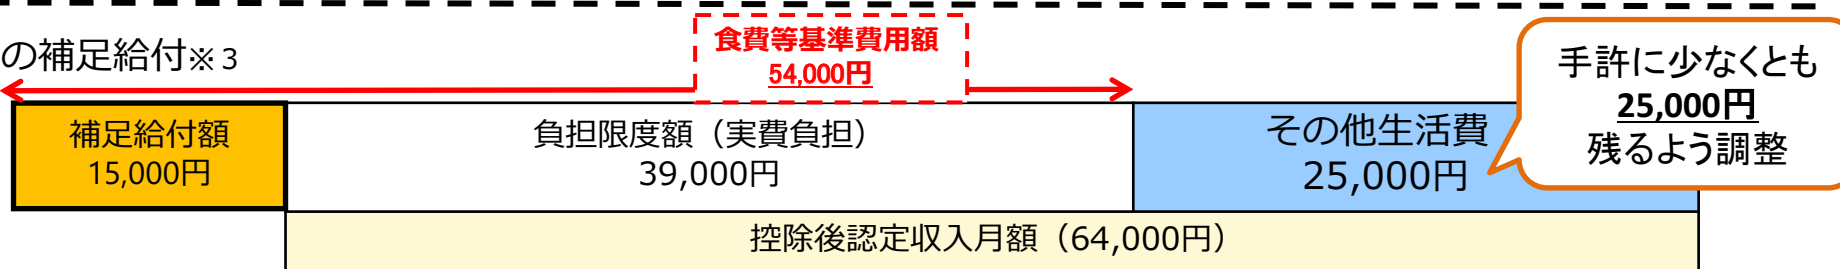 の補足給付※3
食費等基準費用額
54,000円
手許に少なくとも
25,000円
残るよう調整
補足給付額
15,000円
負担限度額（実費負担）
39,000円
その他生活費
25,000円
控除後認定収入月額（64,000円）